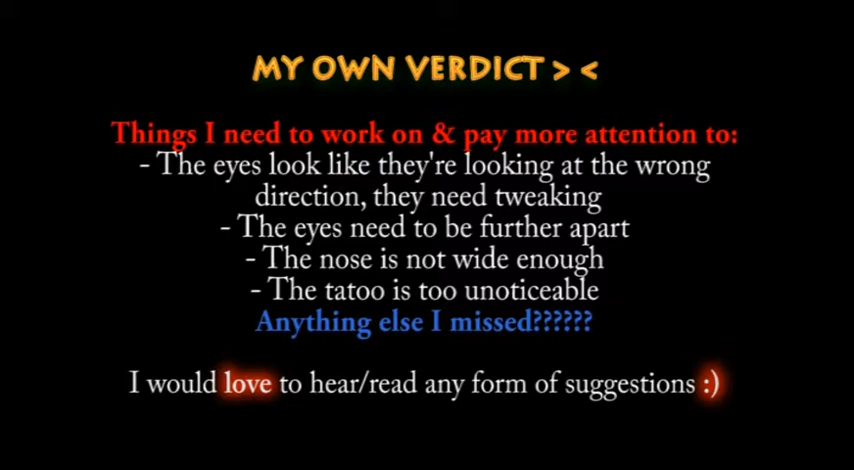 MY OWN VERDICT > <
Things I need to work on & pay more attention to:
- The eyes look like they're looking at the wrong
direction, they need tweaking
- The eyes need to be further apart
- The nose is not wide enough
- The tatoo is too unoticeable
Anything else I missed??????
I would love to hear/read any form of suggestions :)